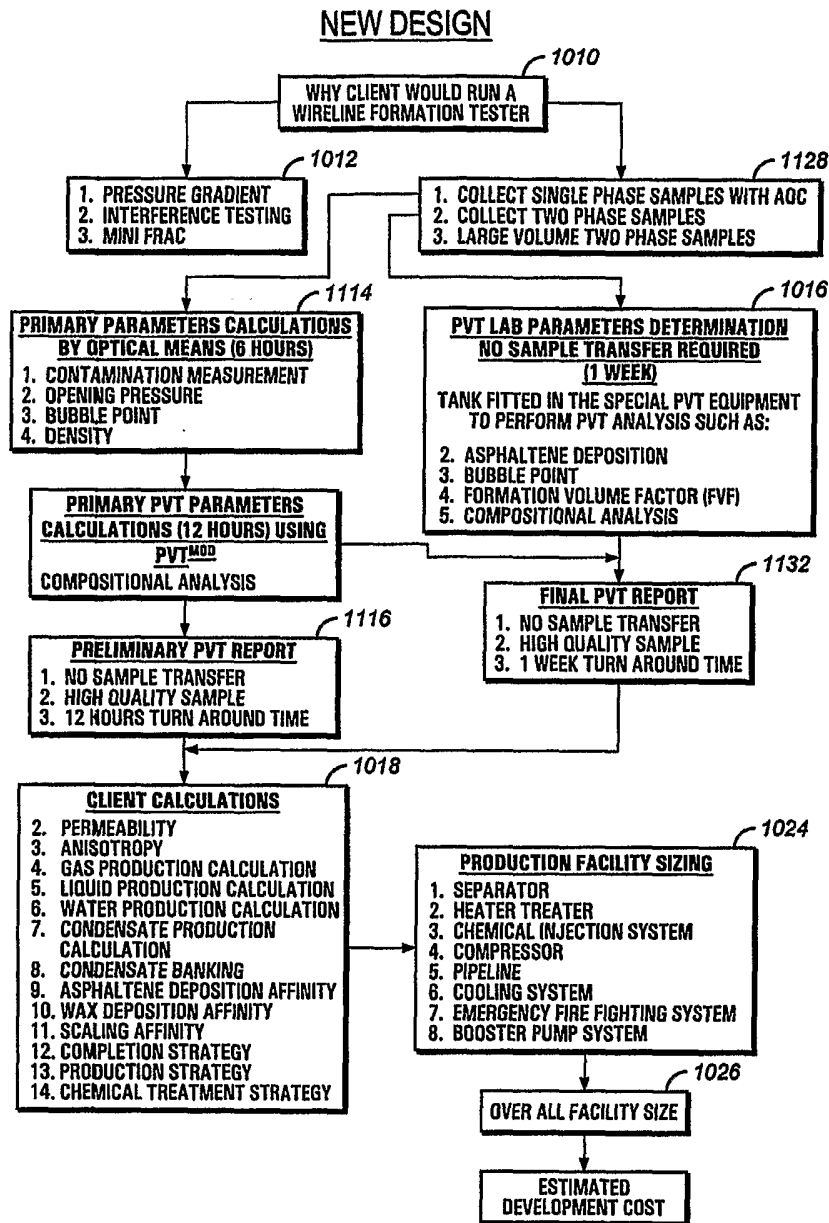 NEW DESIGN
1010
WHY CLIENT WOULD RUN A
WIRELINE FORMATION TESTER
1012
1. PRESSURE GRADIENT
2. INTERFERENCE TESTING
3. MINI FRAC
1128
1. COLLECT SINGLE PHASE SAMPLES WITH AQC
2. COLLECT TWO PHASE SAMPLES
3. LARGE VOLUME TWO PHASE SAMPLES
1114
PRIMARY PARAMETERS CALCULATIONS
BY OPTICAL MEANS (6 HOURS)
1. CONTAMINATION MEASUREMENT
2. OPENING PRESSURE
3. BUBBLE POINT
4. DENSITY
1016
PVT LAB PARAMETERS DETERMINATION
NO SAMPLE TRANSFER REQUIRED
(1 WEEK)
TANK FITTED IN THE SPECIAL PVT EQUIPMENT
TO PERFORM PVT ANALYSIS SUCH AS:
2. ASPHALTENE DEPOSITION
3. BUBBLE POINT
4. FORMATION VOLUME FACTOR (FVF)
5. COMPOSITIONAL ANALYSIS
PRIMARY PVT PARAMETERS
CALCULATIONS (12 HOURS) USING
PVTMOD
COMPOSITIONAL ANALYSIS
1132
FINAL PVT REPORT
1. NO SAMPLE TRANSFER
2. HIGH QUALITY SAMPLE
3. 1 WEEK TURN AROUND TIME
1116
PRELIMINARY PVT REPORT
1. NO SAMPLE TRANSFER
2. HIGH QUALITY SAMPLE
3. 12 HOURS TURN AROUND TIME
1018
CLIENT CALCULATIONS
2. PERMEABILITY
3. ANISOTROPY
4. GAS PRODUCTION CALCULATION
5. LIQUID PRODUCTION CALCULATION
6. WATER PRODUCTION CALCULATION
7. CONDENSATE PRODUCTION
CALCULATION
8. CONDENSATE BANKING
9. ASPHALTENE DEPOSITION AFFINITY
10. WAX DEPOSITION AFFINITY
11. SCALING AFFINITY
12. COMPLETION STRATEGY
13. PRODUCTION STRATEGY
14. CHEMICAL TREATMENT STRATEGY
1024
PRODUCTION FACILITY SIZING
1. SEPARATOR
2. HEATER TREATER
3. CHEMICAL INJECTION SYSTEM
4. COMPRESSOR
5. PIPELINE
6. COOLING SYSTEM
7. EMERGENCY FIRE FIGHTING SYSTEM
8. BOOSTER PUMP SYSTEM
1026
OVER ALL FACILITY SIZE
ESTIMATED
DEVELOPMENT COST